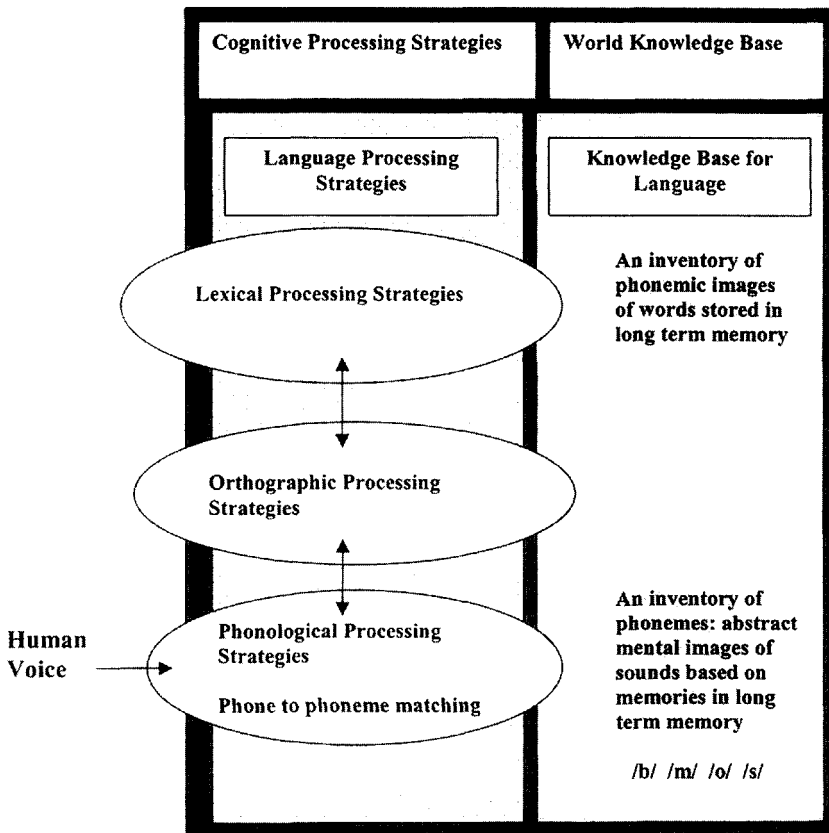 Cognitive Processing Strategies
World Knowledge Base
Language Processing
Strategies
Knowledge Base for
Language
Lexical Processing Strategies
An inventory of
phonemic images
of words stored in
long term memory
Orthographic Processing
Strategies
Human
Voice
Phonological Processing
Strategies
Phone to phoneme matching
An inventory of
phonemes: abstract
mental images of
sounds based on
memories in long
term memory
/b/ /m/ /o/ /s/